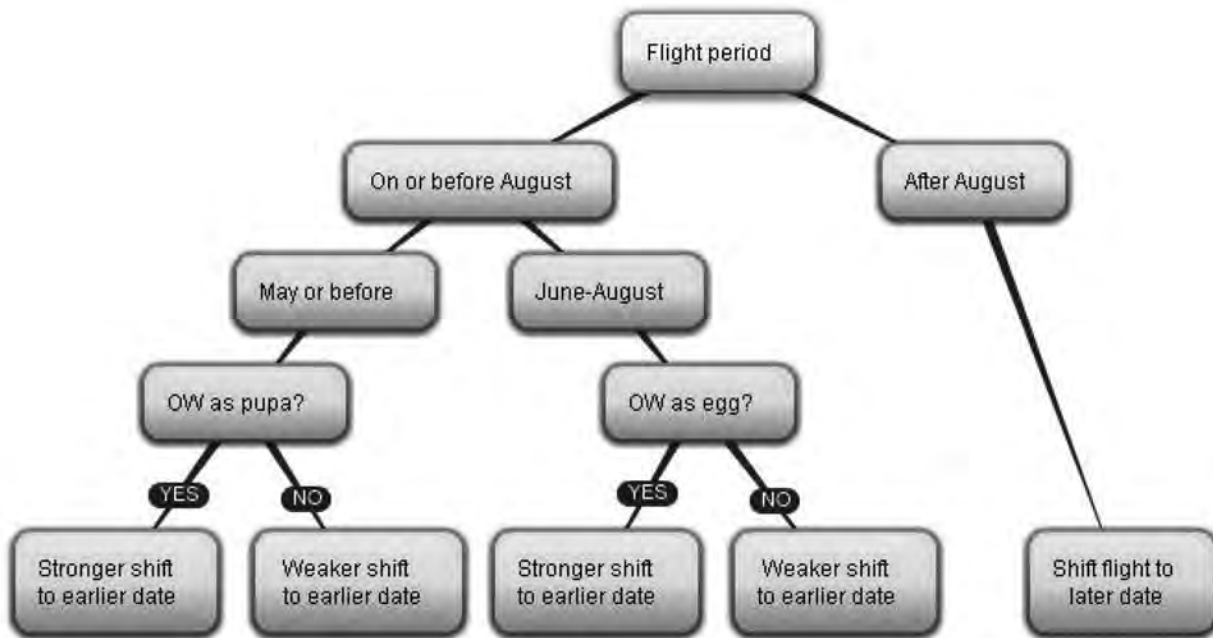 Flight period
On or before August
After August
May or before
June-August
OW as pupa?
OW as egg?
YES
NO
YES
NO
Stronger shift
to earlier date
Weaker shift
to earlier date
Stronger shift
to earlier date
Weaker shift
to earlier date
Shift flight to
later date